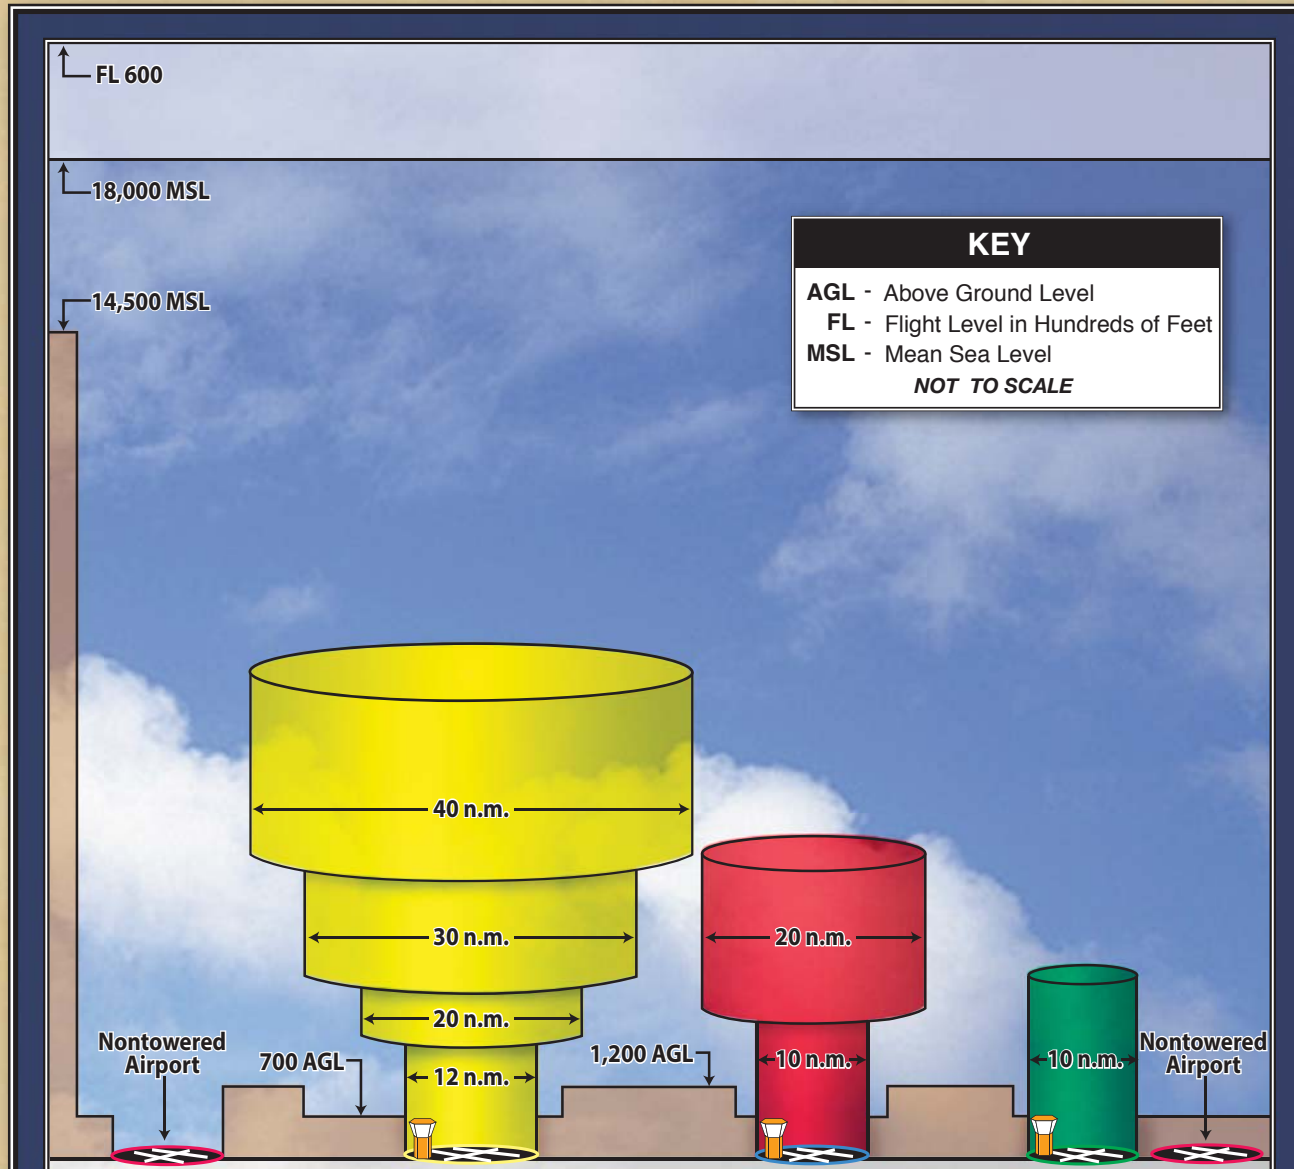 FL 600
18,000 MSL
14,500 MSL
KEY
AGL - Above Ground Level
FL - Flight Level in Hundreds of Feet
MSL - Mean Sea Level
NOT TO SCALE
40 n.m.
30 n.m.
20 n.m.
12 n.m.
20 n.m.
10 n.m.
10 n.m.
Nontowered
Airport
700 AGL
1,200 AGL
Nontowered
Airport